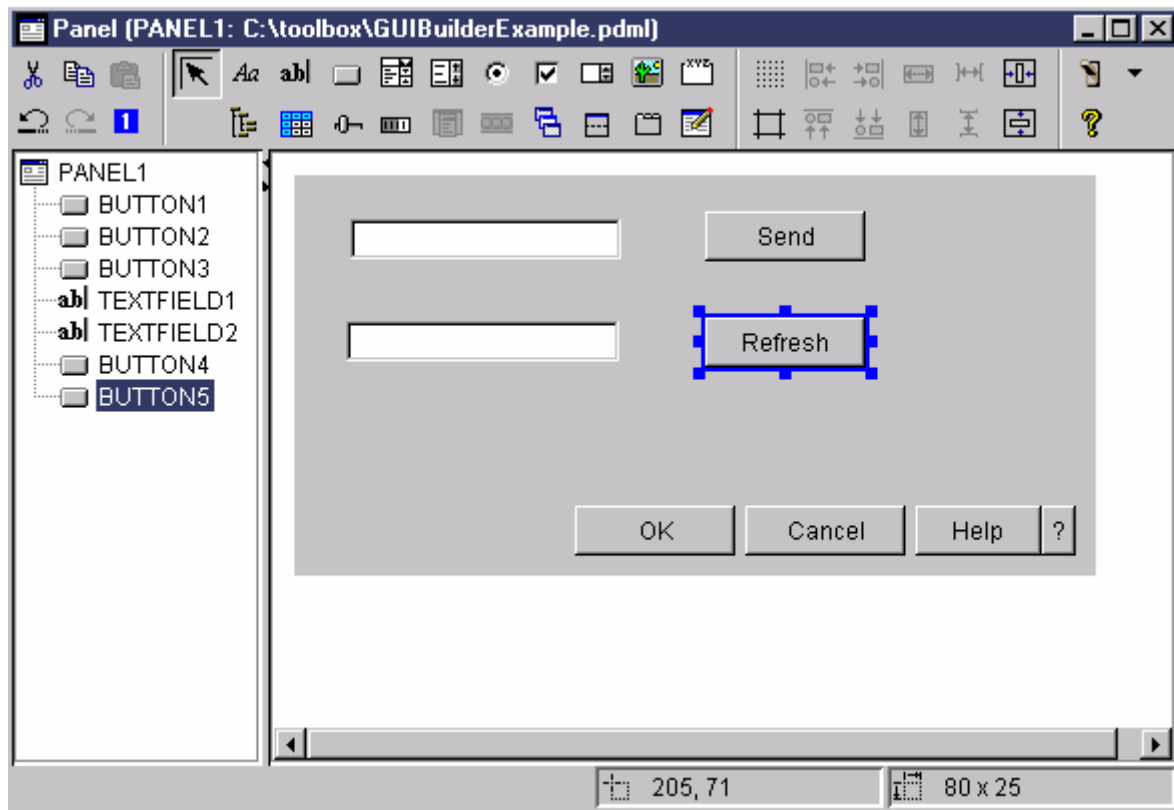 Panel (PANEL1: C:\toolbox\GUIBuilderExample.pdml)
Aa ab| XYZ
1 ?
PANEL1
BUTTON1
BUTTON2
BUTTON3
ab| TEXTFIELD1
ab| TEXTFIELD2
BUTTON4
BUTTON5
Send
Refresh
OK Cancel Help ?
205, 71 80 x 25